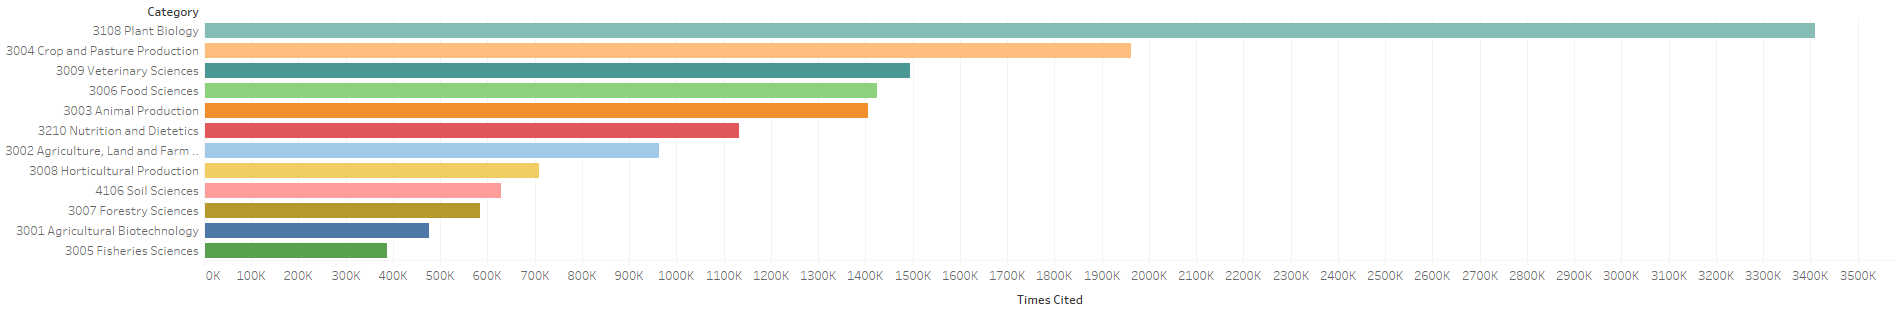 Category
3108 Plant Biology
3004 Crop and Pasture Production
3009 Veterinary Sciences
3006 Food Sciences
3003 Animal Production
3210 Nutrition and Dietetics
3002 Agriculture, Land and Farm ..
3008 Horticultural Production
4106 Soil Sciences
3007 Forestry Sciences
3001 Agricultural Biotechnology
3005 Fisheries Sciences
0K 100K 200K 300K 400K 500K 600K 700K 800K 900K 1000K 1100K 1200K 1300K 1400K 1500K 1600K 1700K 1800K 1900K 2000K 2100K 2200K 2300K 2400K 2500K 2600K 2700K 2800K 2900K 3000K 3100K 3200K 3300K 3400K 3500K
Times Cited